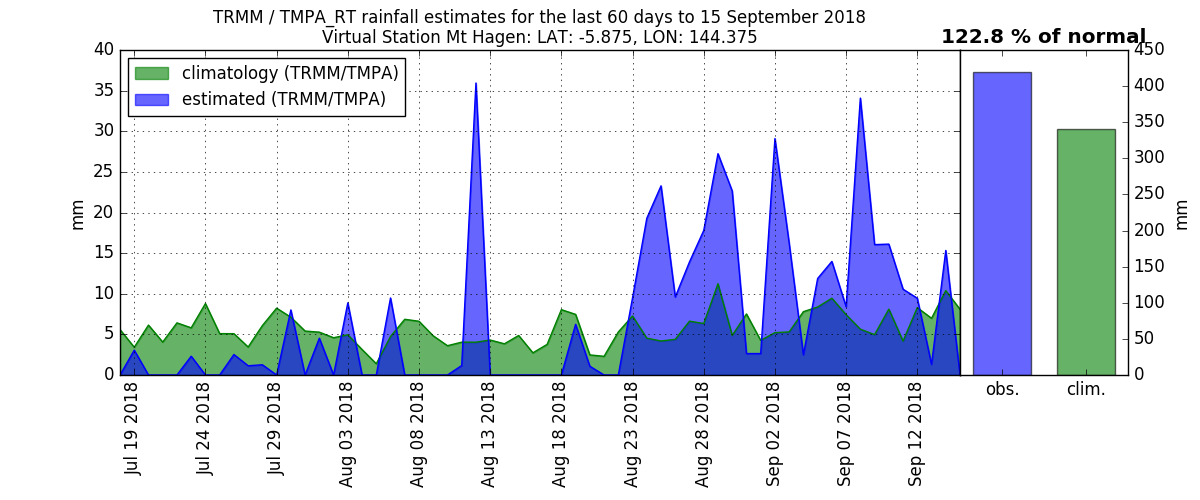 TRMM / TMPA_RT rainfall estimates for the last 60 days to 15 September 2018
Virtual Station Mt Hagen: LAT: -5.875, LON: 144.375
122.8 % of normal
climatology (TRMM/TMPA)
estimated (TRMM/TMPA)
mm
40
35
30
25
20
15
10
5
0
Jul 19 2018
Jul 24 2018
Jul 29 2018
Aug 03 2018
Aug 08 2018
Aug 13 2018
Aug 18 2018
Aug 23 2018
Aug 28 2018
Sep 02 2018
Sep 07 2018
Sep 12 2018
obs.
clim.
450
400
350
300
250
200
150
100
50
0
mm